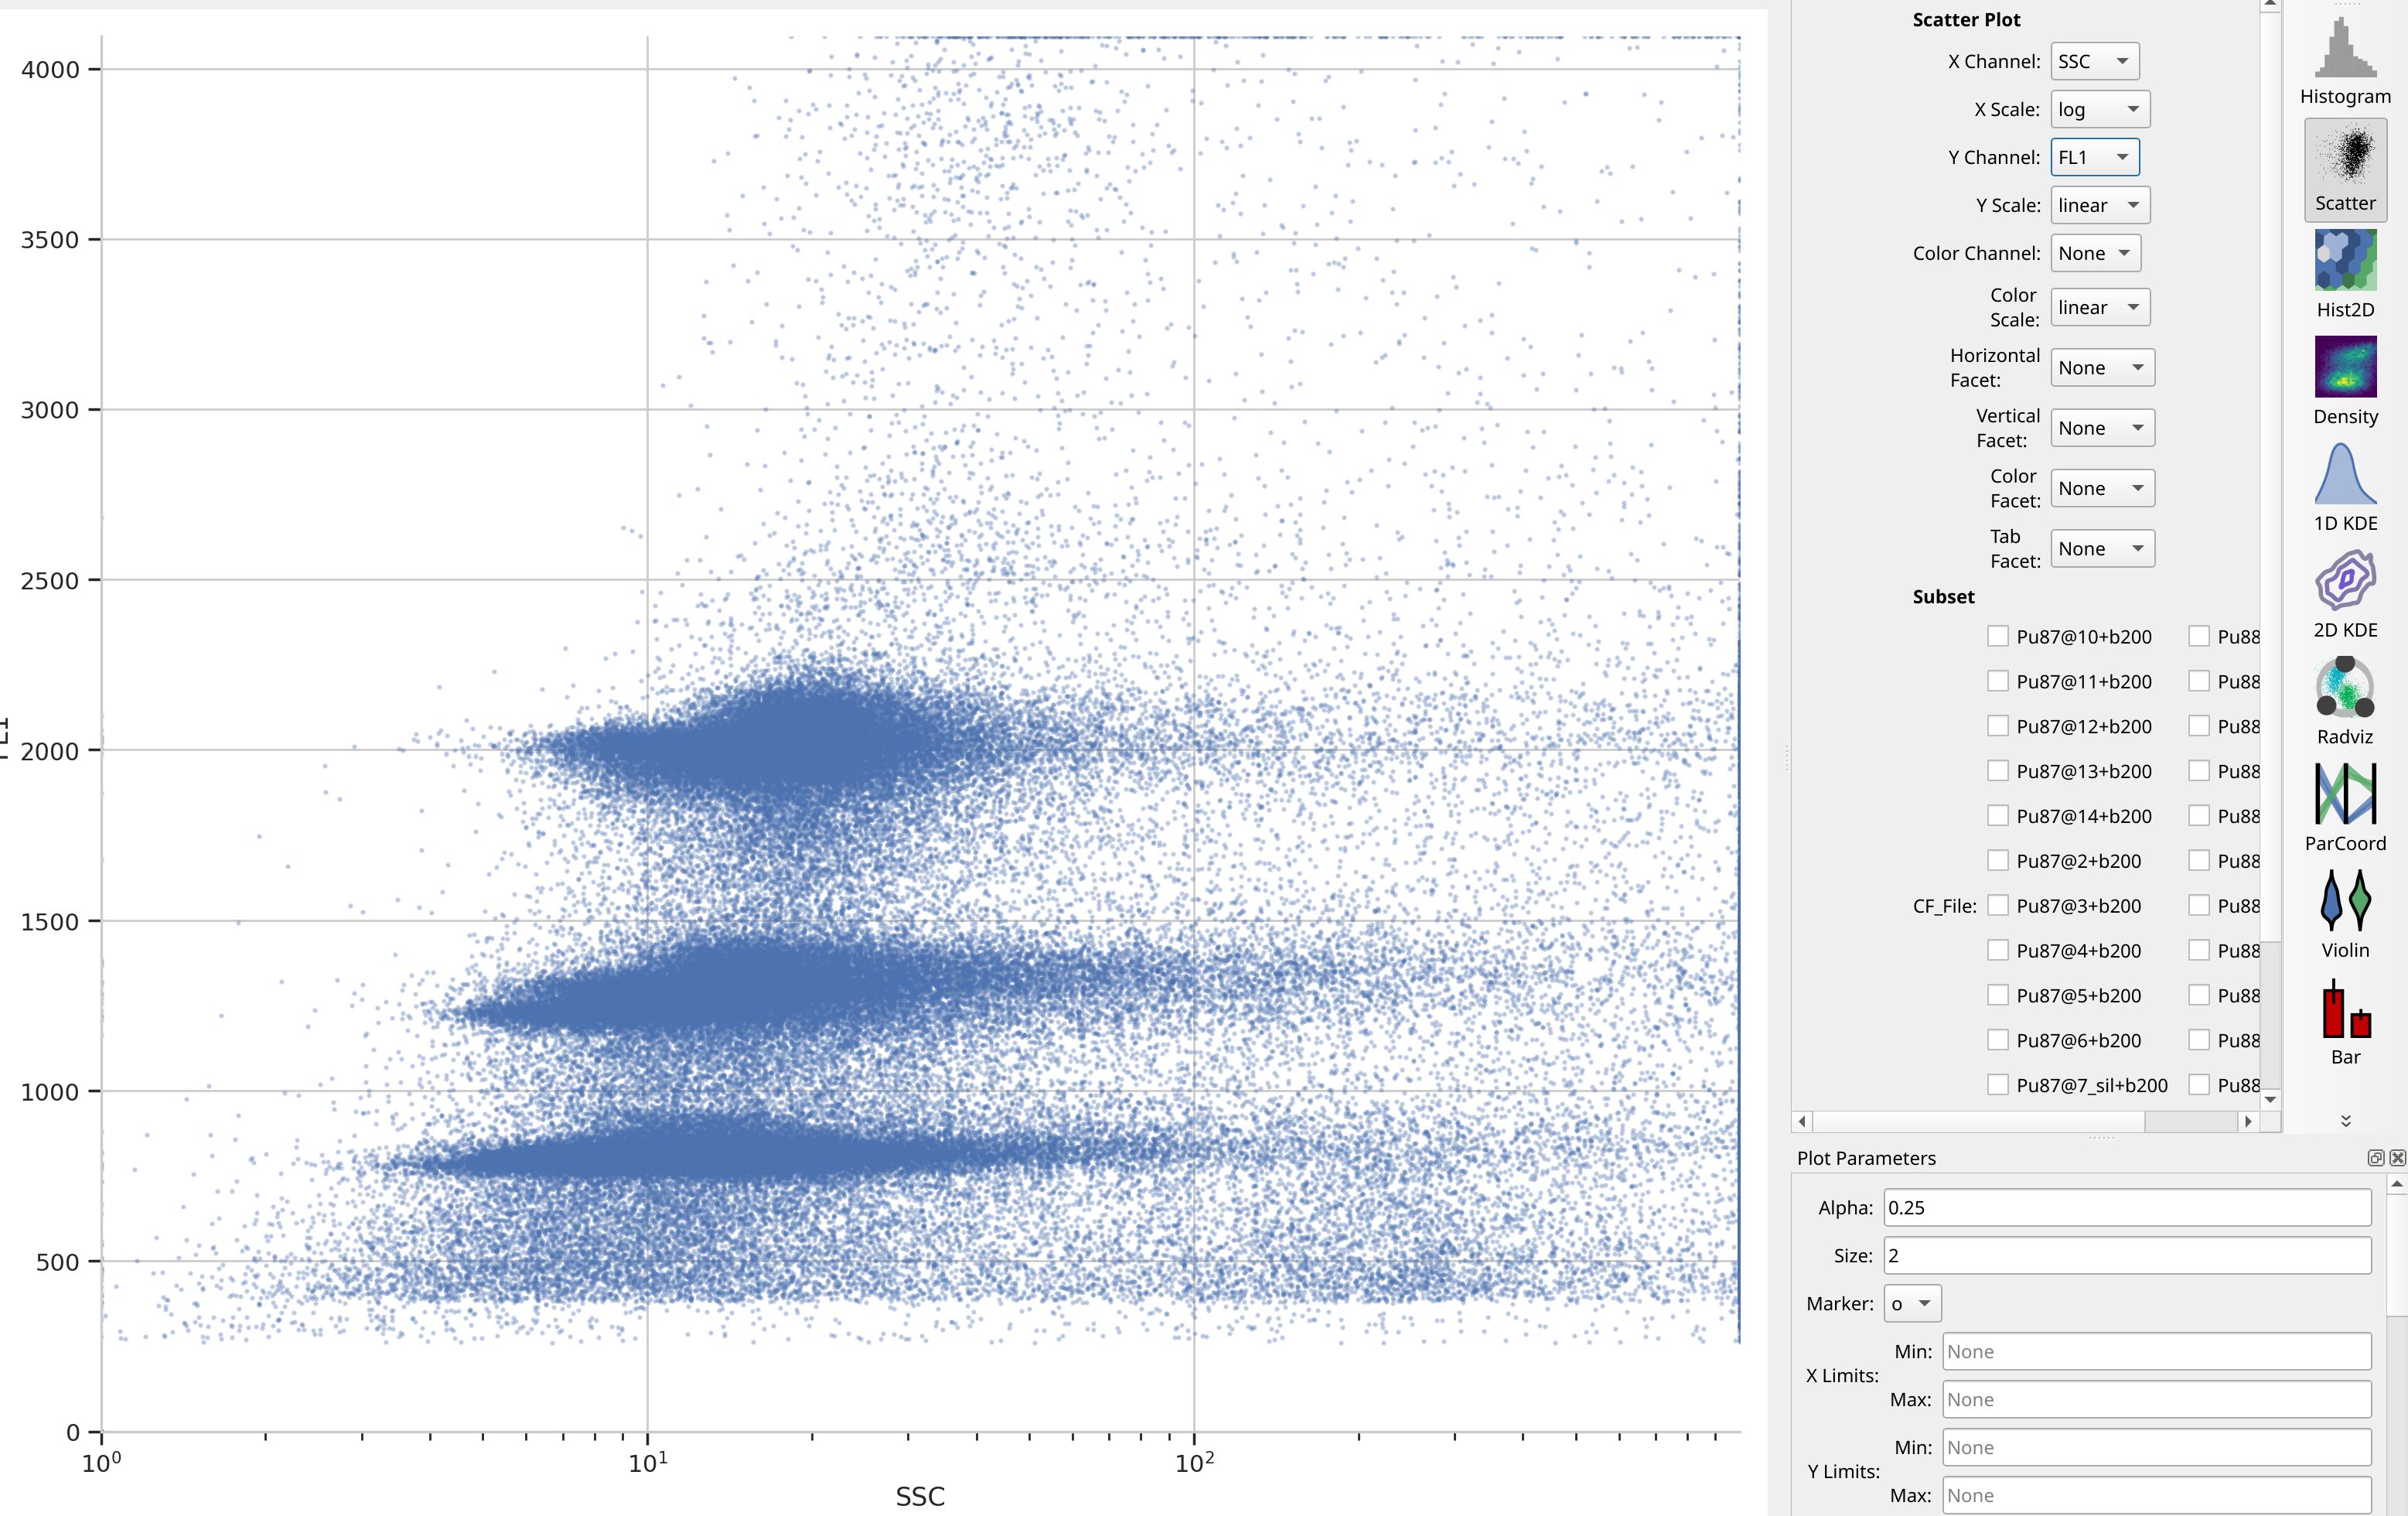 4000
3500
3000
2500
2000
1500
1000
500
0
10⁰
10¹
10²
SSC
Scatter Plot
X Channel: SSC
X Scale: log
Y Channel: FL1
Y Scale: linear
Color Channel: None
Color
Scale: linear
Horizontal
Facet: None
Vertical
Facet: None
Color
Facet: None
Tab
Facet: None
Subset
CF_File:
Pu87@10+b200 Pu88
Pu87@11+b200 Pu88
Pu87@12+b200 Pu88
Pu87@13+b200 Pu88
Pu87@14+b200 Pu88
Pu87@2+b200 Pu88
Pu87@3+b200 Pu88
Pu87@4+b200 Pu88
Pu87@5+b200 Pu88
Pu87@6+b200 Pu88
Pu87@7_sil+b200 Pu88
Histogram
Scatter
Hist2D
Density
1D KDE
2D KDE
Radviz
ParCoord
Violin
Bar
Plot Parameters
Alpha: 0.25
Size: 2
Marker: o
X Limits:
Min: None
Max: None
Y Limits:
Min: None
Max: None